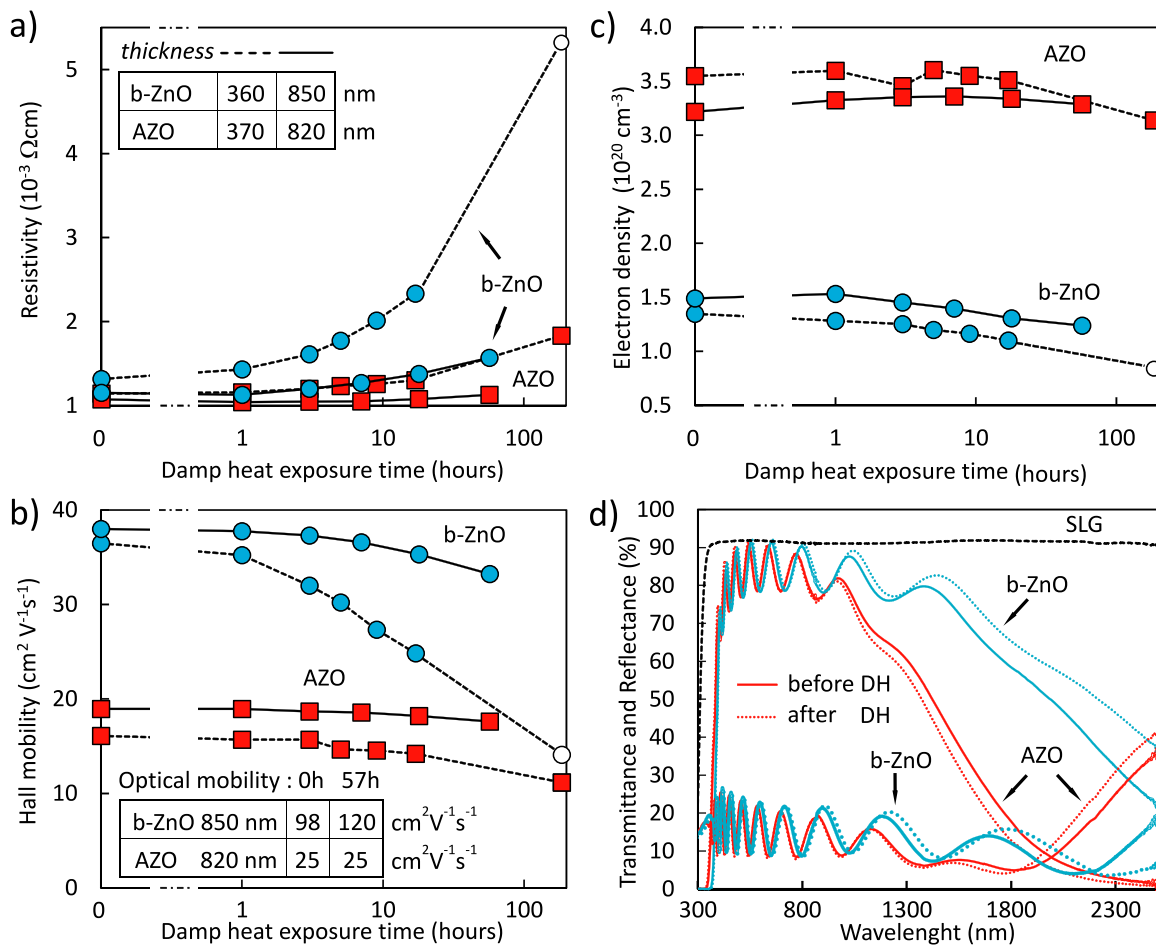 a)
thickness
b-ZnO 360 850 nm
AZO 370 820 nm
b-ZnO
AZO
5
4
3
2
1
0 1 10 100
Resistivity (10⁻³ Ωcm)
Damp heat exposure time (hours)
c)
AZO
b-ZnO
4.0
3.5
3.0
2.5
2.0
1.5
1.0
0.5
0 1 10 100
Electron density (10²⁰ cm⁻³)
Damp heat exposure time (hours)
b)
b-ZnO
AZO
Optical mobility : 0h 57h
b-ZnO 850 nm 98 120 cm²V⁻¹s⁻¹
AZO 820 nm 25 25 cm²V⁻¹s⁻¹
40
30
20
10
0
0 1 10 100
Hall mobility (cm² V⁻¹s⁻¹)
Damp heat exposure time (hours)
d)
SLG
b-ZnO
before DH
after DH
b-ZnO
AZO
100
90
80
70
60
50
40
30
20
10
0
300 800 1300 1800 2300
Transmittance and Reflectance (%)
Wavelenght (nm)